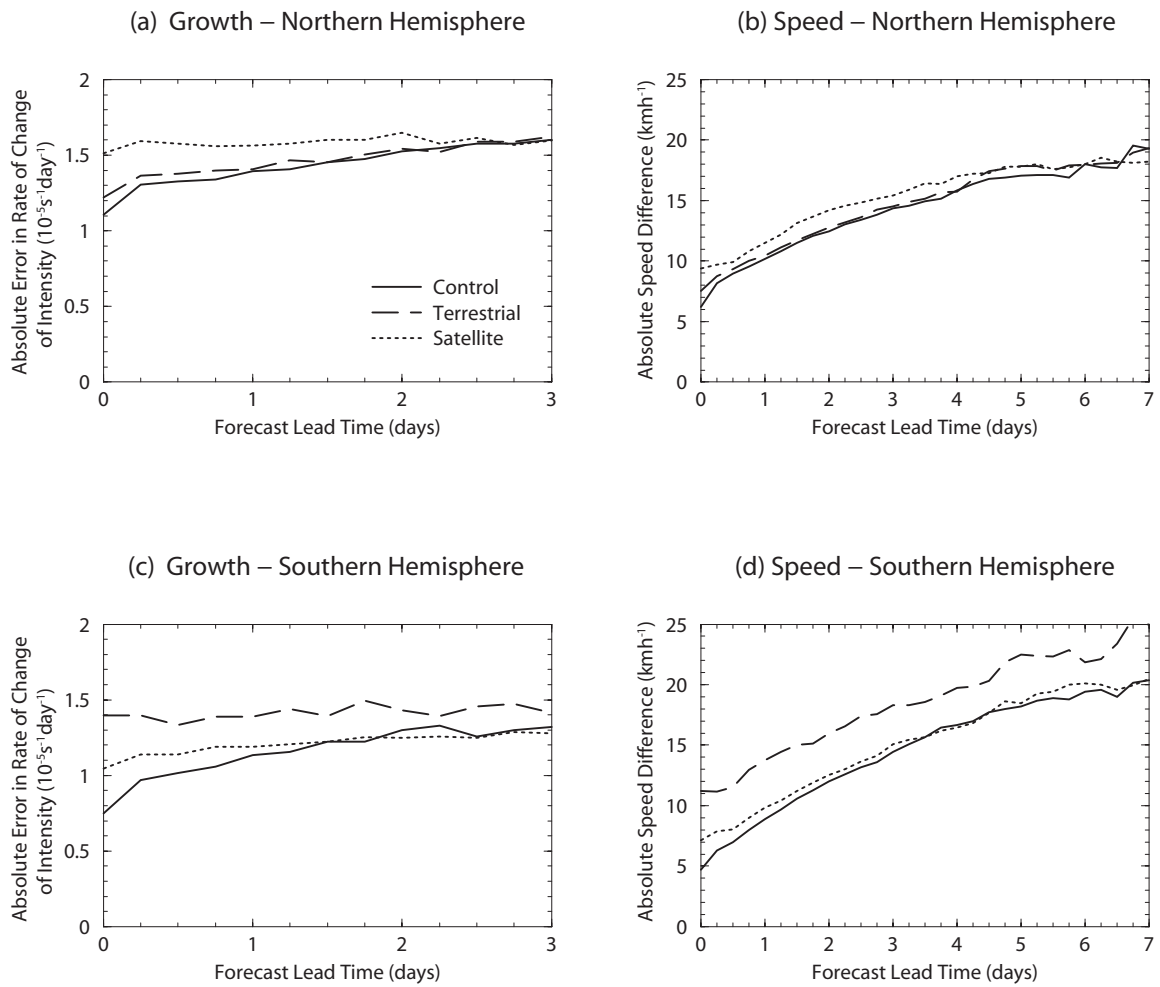 (a) Growth – Northern Hemisphere
Absolute Error in Rate of Change
of Intensity (10⁻⁵s⁻¹day⁻¹)
2
1.5
1
0.5
0
Control
Terrestrial
Satellite
0 1 2 3
Forecast Lead Time (days)
(b) Speed – Northern Hemisphere
Absolute Speed Difference (kmh⁻¹)
25
20
15
10
5
0
0 1 2 3 4 5 6 7
Forecast Lead Time (days)
(c) Growth – Southern Hemisphere
Absolute Error in Rate of Change
of Intensity (10⁻⁵s⁻¹day⁻¹)
2
1.5
1
0.5
0
0 1 2 3
Forecast Lead Time (days)
(d) Speed – Southern Hemisphere
Absolute Speed Difference (kmh⁻¹)
25
20
15
10
5
0
0 1 2 3 4 5 6 7
Forecast Lead Time (days)